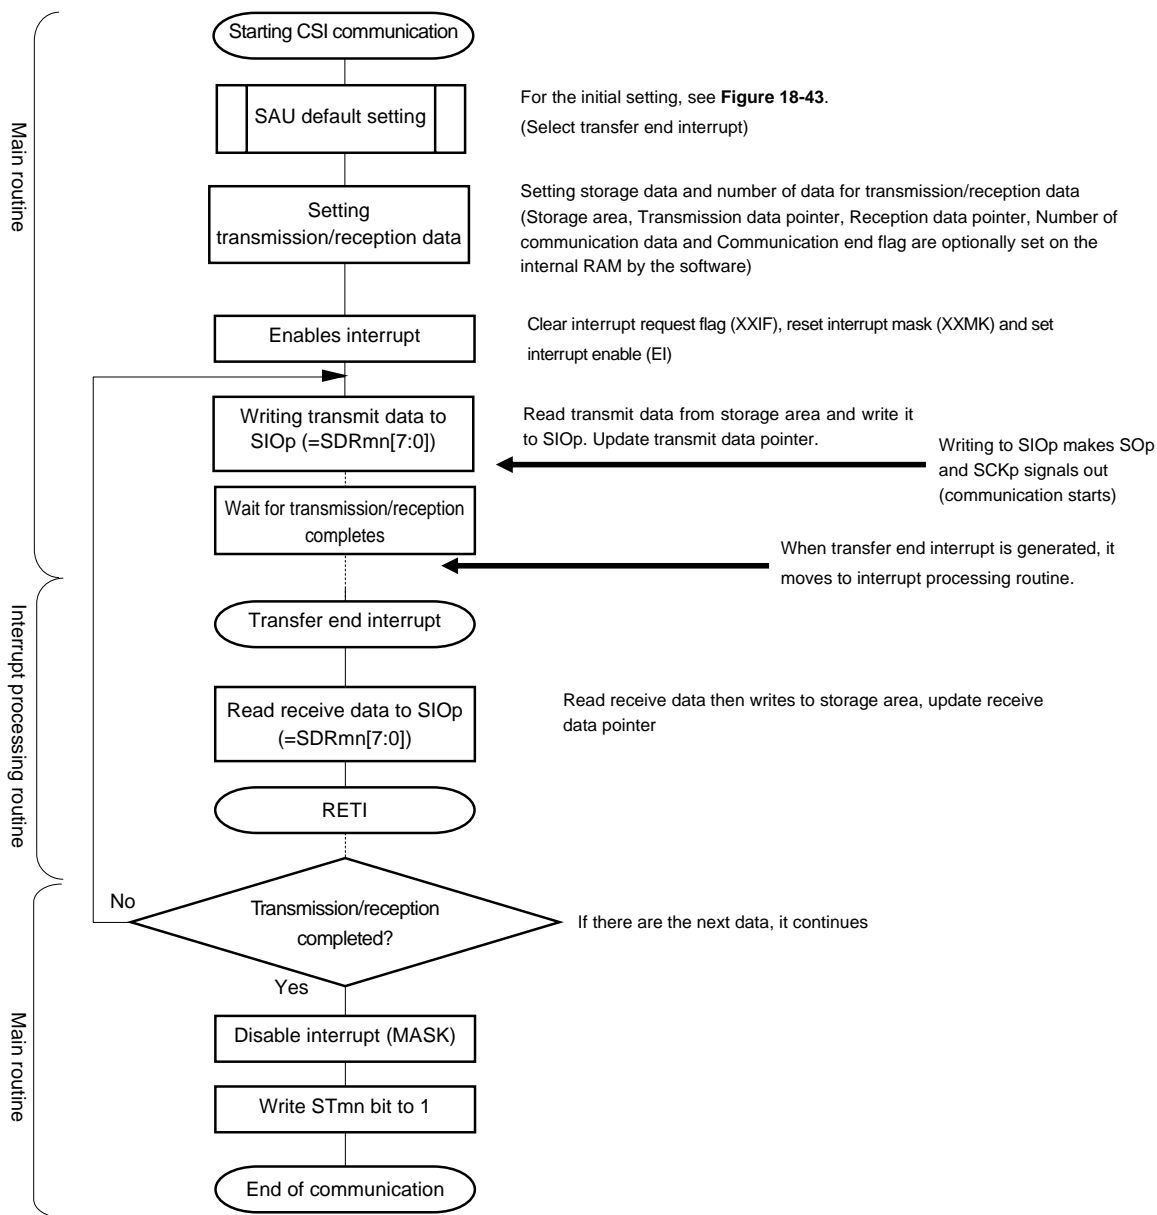 Starting CSI communication
Main routine
SAU default setting
For the initial setting, see Figure 18-43.
(Select transfer end interrupt)
Setting
transmission/reception data
Setting storage data and number of data for transmission/reception data
(Storage area, Transmission data pointer, Reception data pointer, Number of
communication data and Communication end flag are optionally set on the
internal RAM by the software)
Enables interrupt
Clear interrupt request flag (XXIF), reset interrupt mask (XXMK) and set
interrupt enable (EI)
Writing transmit data to
SIOp (=SDRmn[7:0])
Read transmit data from storage area and write it
to SIOp. Update transmit data pointer.
Writing to SIOp makes SOp
and SCKp signals out
(communication starts)
Wait for transmission/reception
completes
When transfer end interrupt is generated, it
moves to interrupt processing routine.
Interrupt processing routine
Transfer end interrupt
Read receive data to SIOp
(=SDRmn[7:0])
Read receive data then writes to storage area, update receive
data pointer
RETI
No
Transmission/reception
completed?
If there are the next data, it continues
Yes
Main routine
Disable interrupt (MASK)
Write STmn bit to 1
End of communication